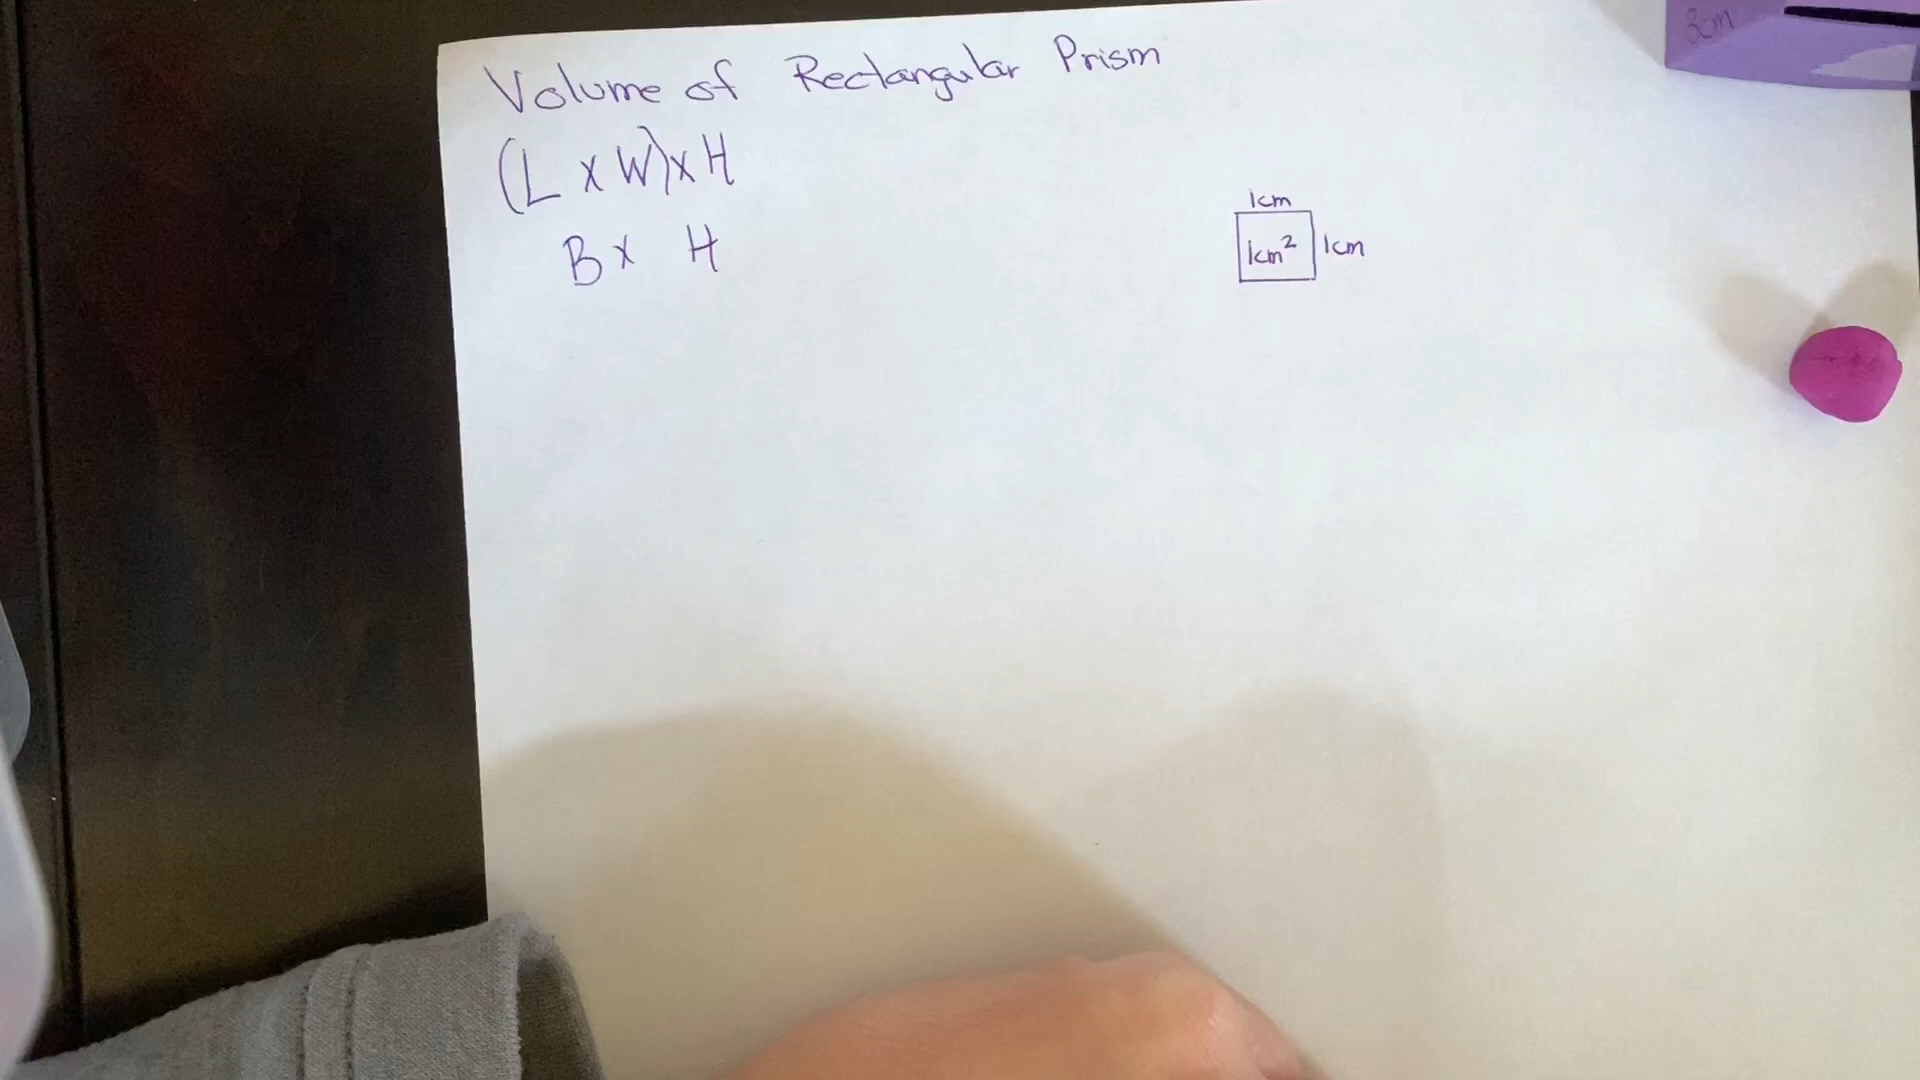 Volume of Rectangular Prism
(L x W) x H
B x H
1cm
1cm² 1cm
3cm